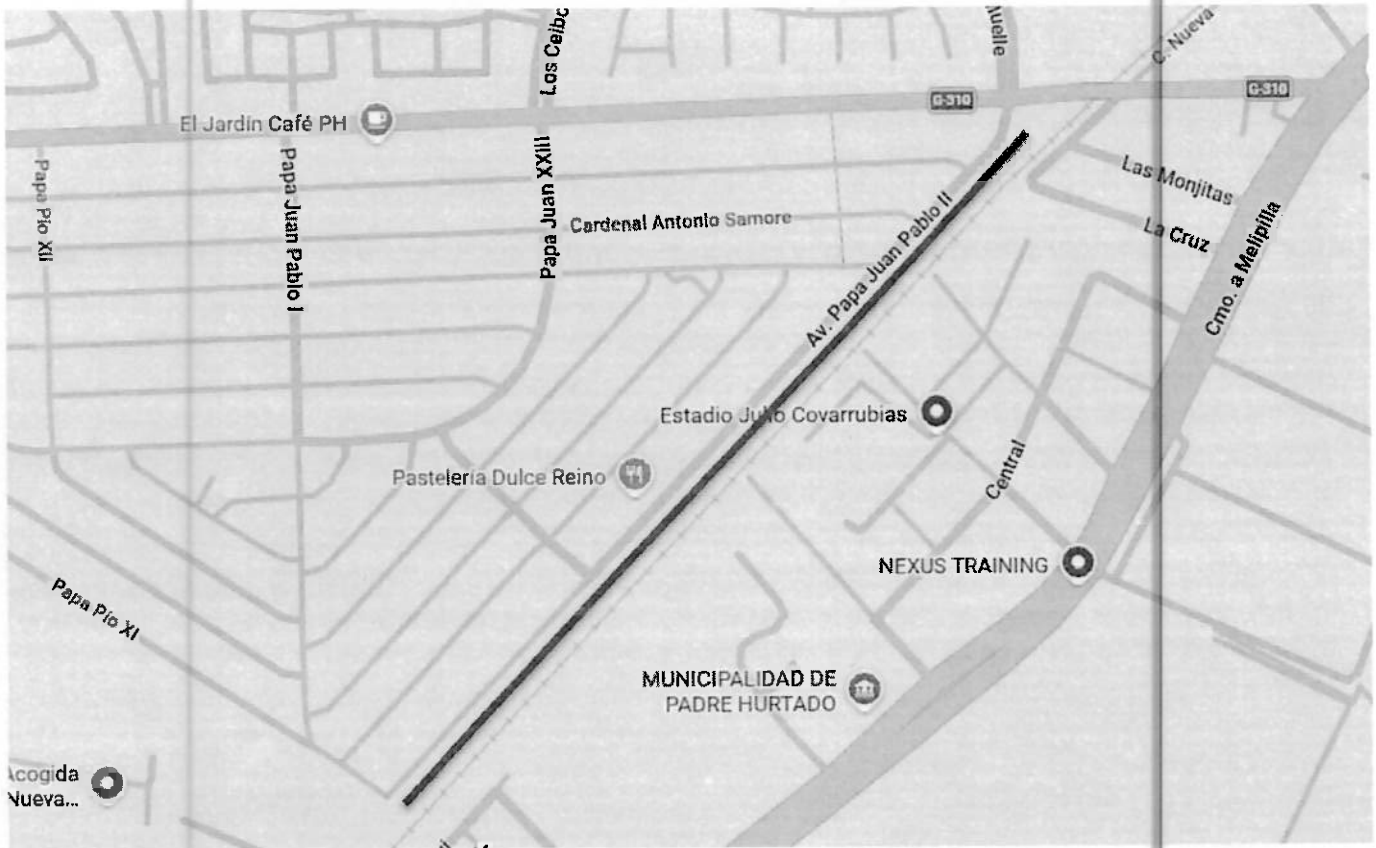 Los Ceibo
Muelle
C. Nueva
G-310
G-310
El Jardín Café PH
Papa Pío XII
Papa Juan Pablo I
Papa Juan XXIII
Cardenal Antonio Samore
Av. Papa Juan Pablo II
Las Monjitas
La Cruz
Cmo. a Melipilla
Estadio Julio Covarrubias
Pastelería Dulce Reino
Central
NEXUS TRAINING
Papa Pío XI
MUNICIPALIDAD DE
PADRE HURTADO
Acogida
Nueva...